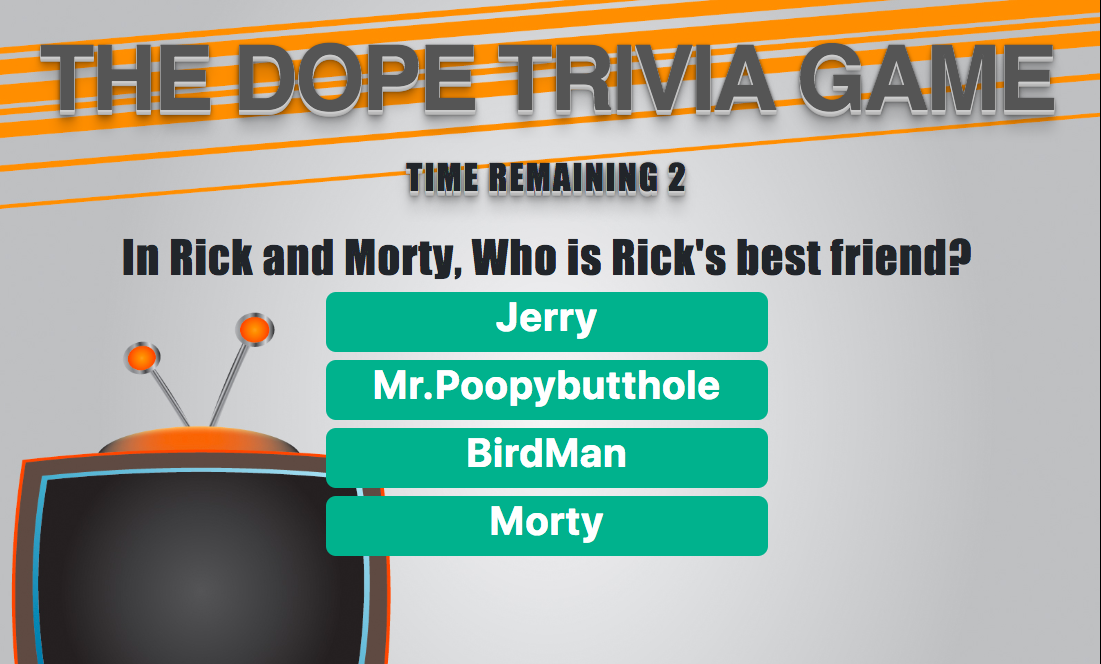 THE DOPE TRIVIA GAME
TIME REMAINING 2
In Rick and Morty, Who is Rick's best friend?
Jerry
Mr.Poopybutthole
BirdMan
Morty